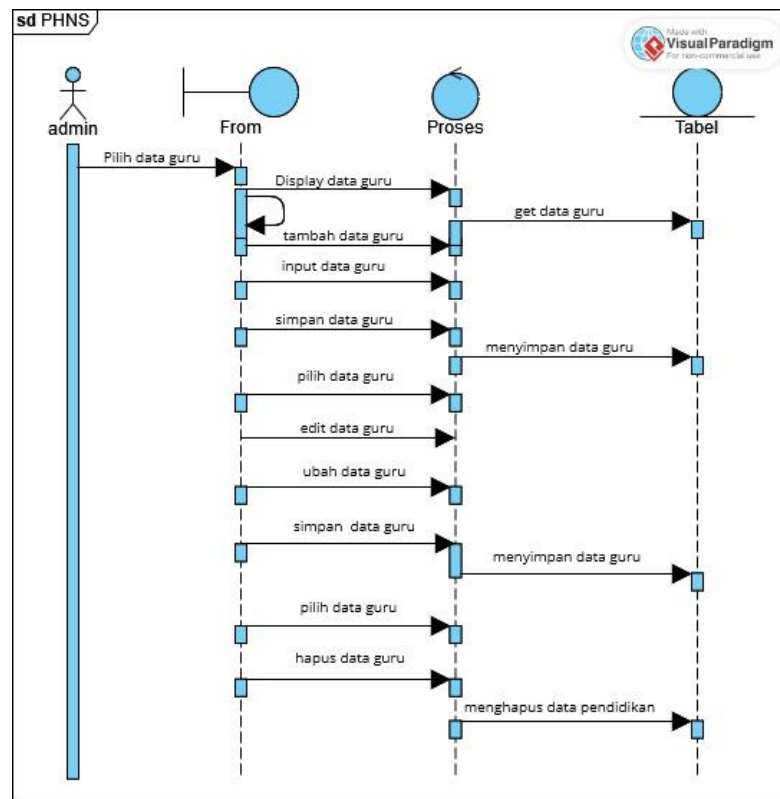 sd PHNS
Made with
Visual Paradigm
For non-commercial use
admin
From
Proses
Tabel
Pilih data guru
Display data guru
get data guru
tambah data guru
input data guru
simpan data guru
menyimpan data guru
pilih data guru
edit data guru
ubah data guru
simpan data guru
menyimpan data guru
pilih data guru
hapus data guru
menghapus data pendidikan